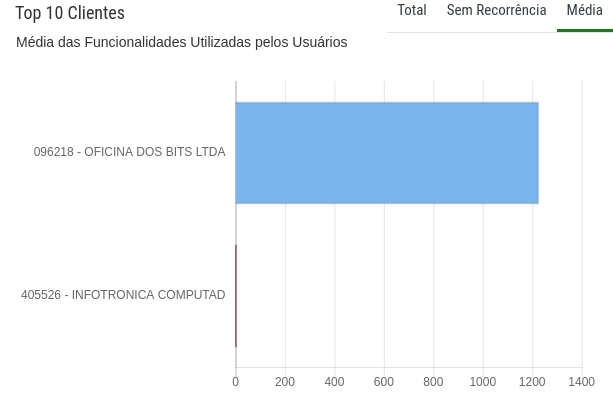 Top 10 Clientes
Total Sem Recorrência Média
Média das Funcionalidades Utilizadas pelos Usuários
096218 - OFICINA DOS BITS LTDA
405526 - INFOTRONICA COMPUTAD
0 200 400 600 800 1000 1200 1400